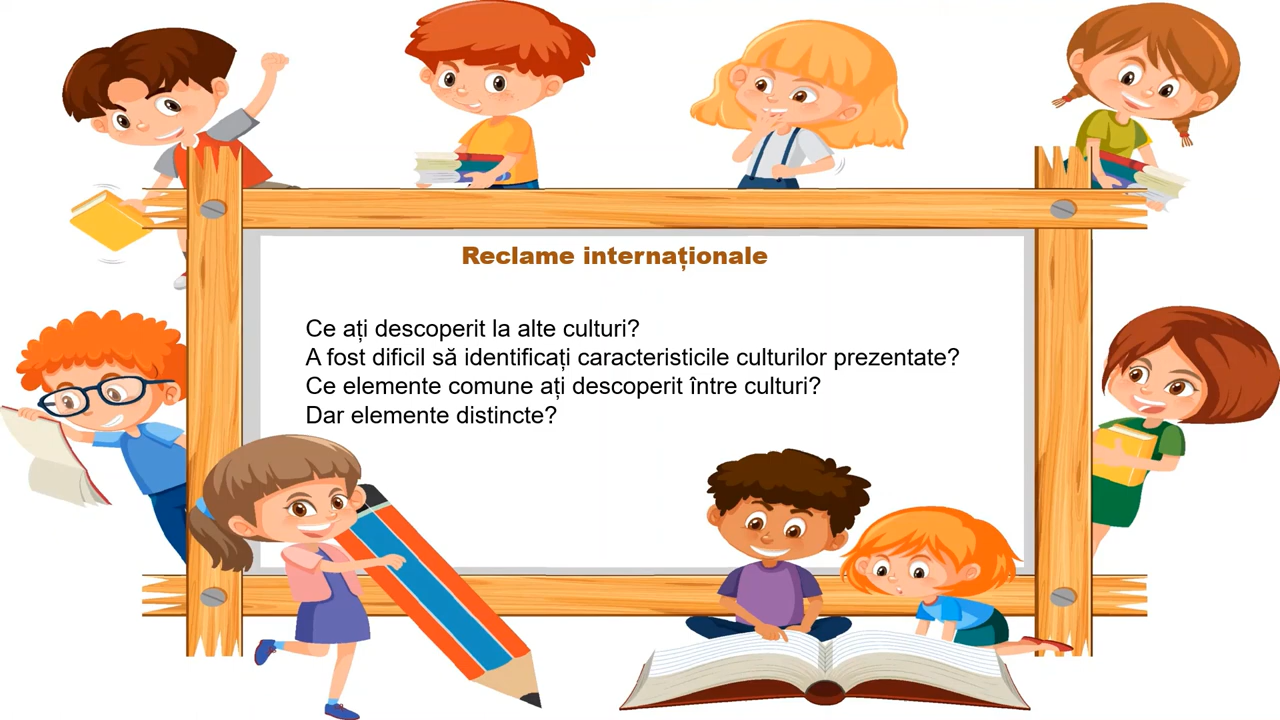 Reclame internaționale
Ce ați descoperit la alte culturi?
A fost dificil să identificați caracteristicile culturilor prezentate?
Ce elemente comune ați descoperit între culturi?
Dar elemente distincte?